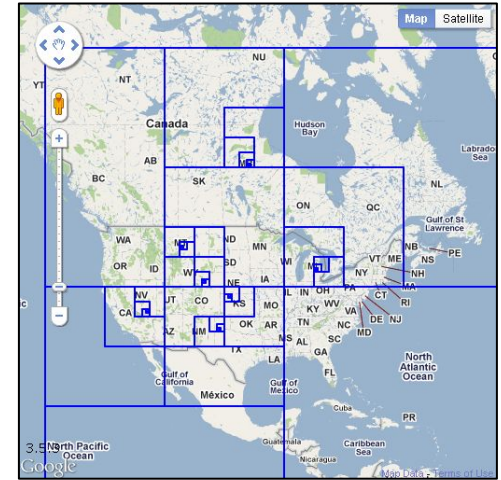 Map
Satellite
NU
NT
YT
Canada
Hudson
Bay
Labrador
Sea
AB
BC
SK
NL
ON
QC
Gulf of St
Lawrence
WA
ND
MN
NB
PE
OR
ID
SD
WI
VT
ME
NS
NY
NH
MA
WY
NE
IA
IL
IN
OH
PA
CT
RI
NV
UT
CO
KS
MO
KY
WV
VA
DE
NJ
CA
AZ
NM
OK
AR
TN
NC
MD
MS
AL
SC
TX
LA
GA
North
Atlantic
Ocean
FL
Gulf of
California
Gulf of
Mexico
México
Cuba
PR
Guatemala
Caribbean
Sea
Nicaragua
North Pacific
Ocean
Google
Map Data - Terms of Use